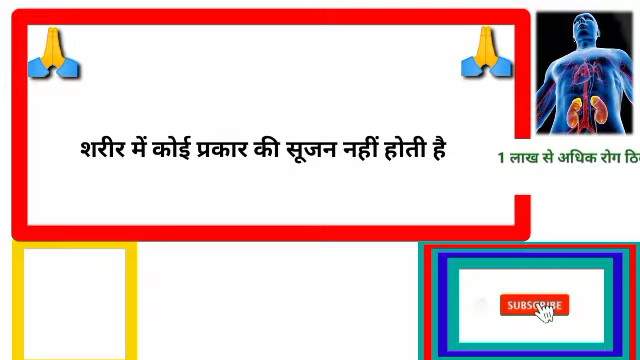 शरीर में कोई प्रकार की सूजन नहीं होती है
1 लाख से अधिक रोग
SUBSCRIBE